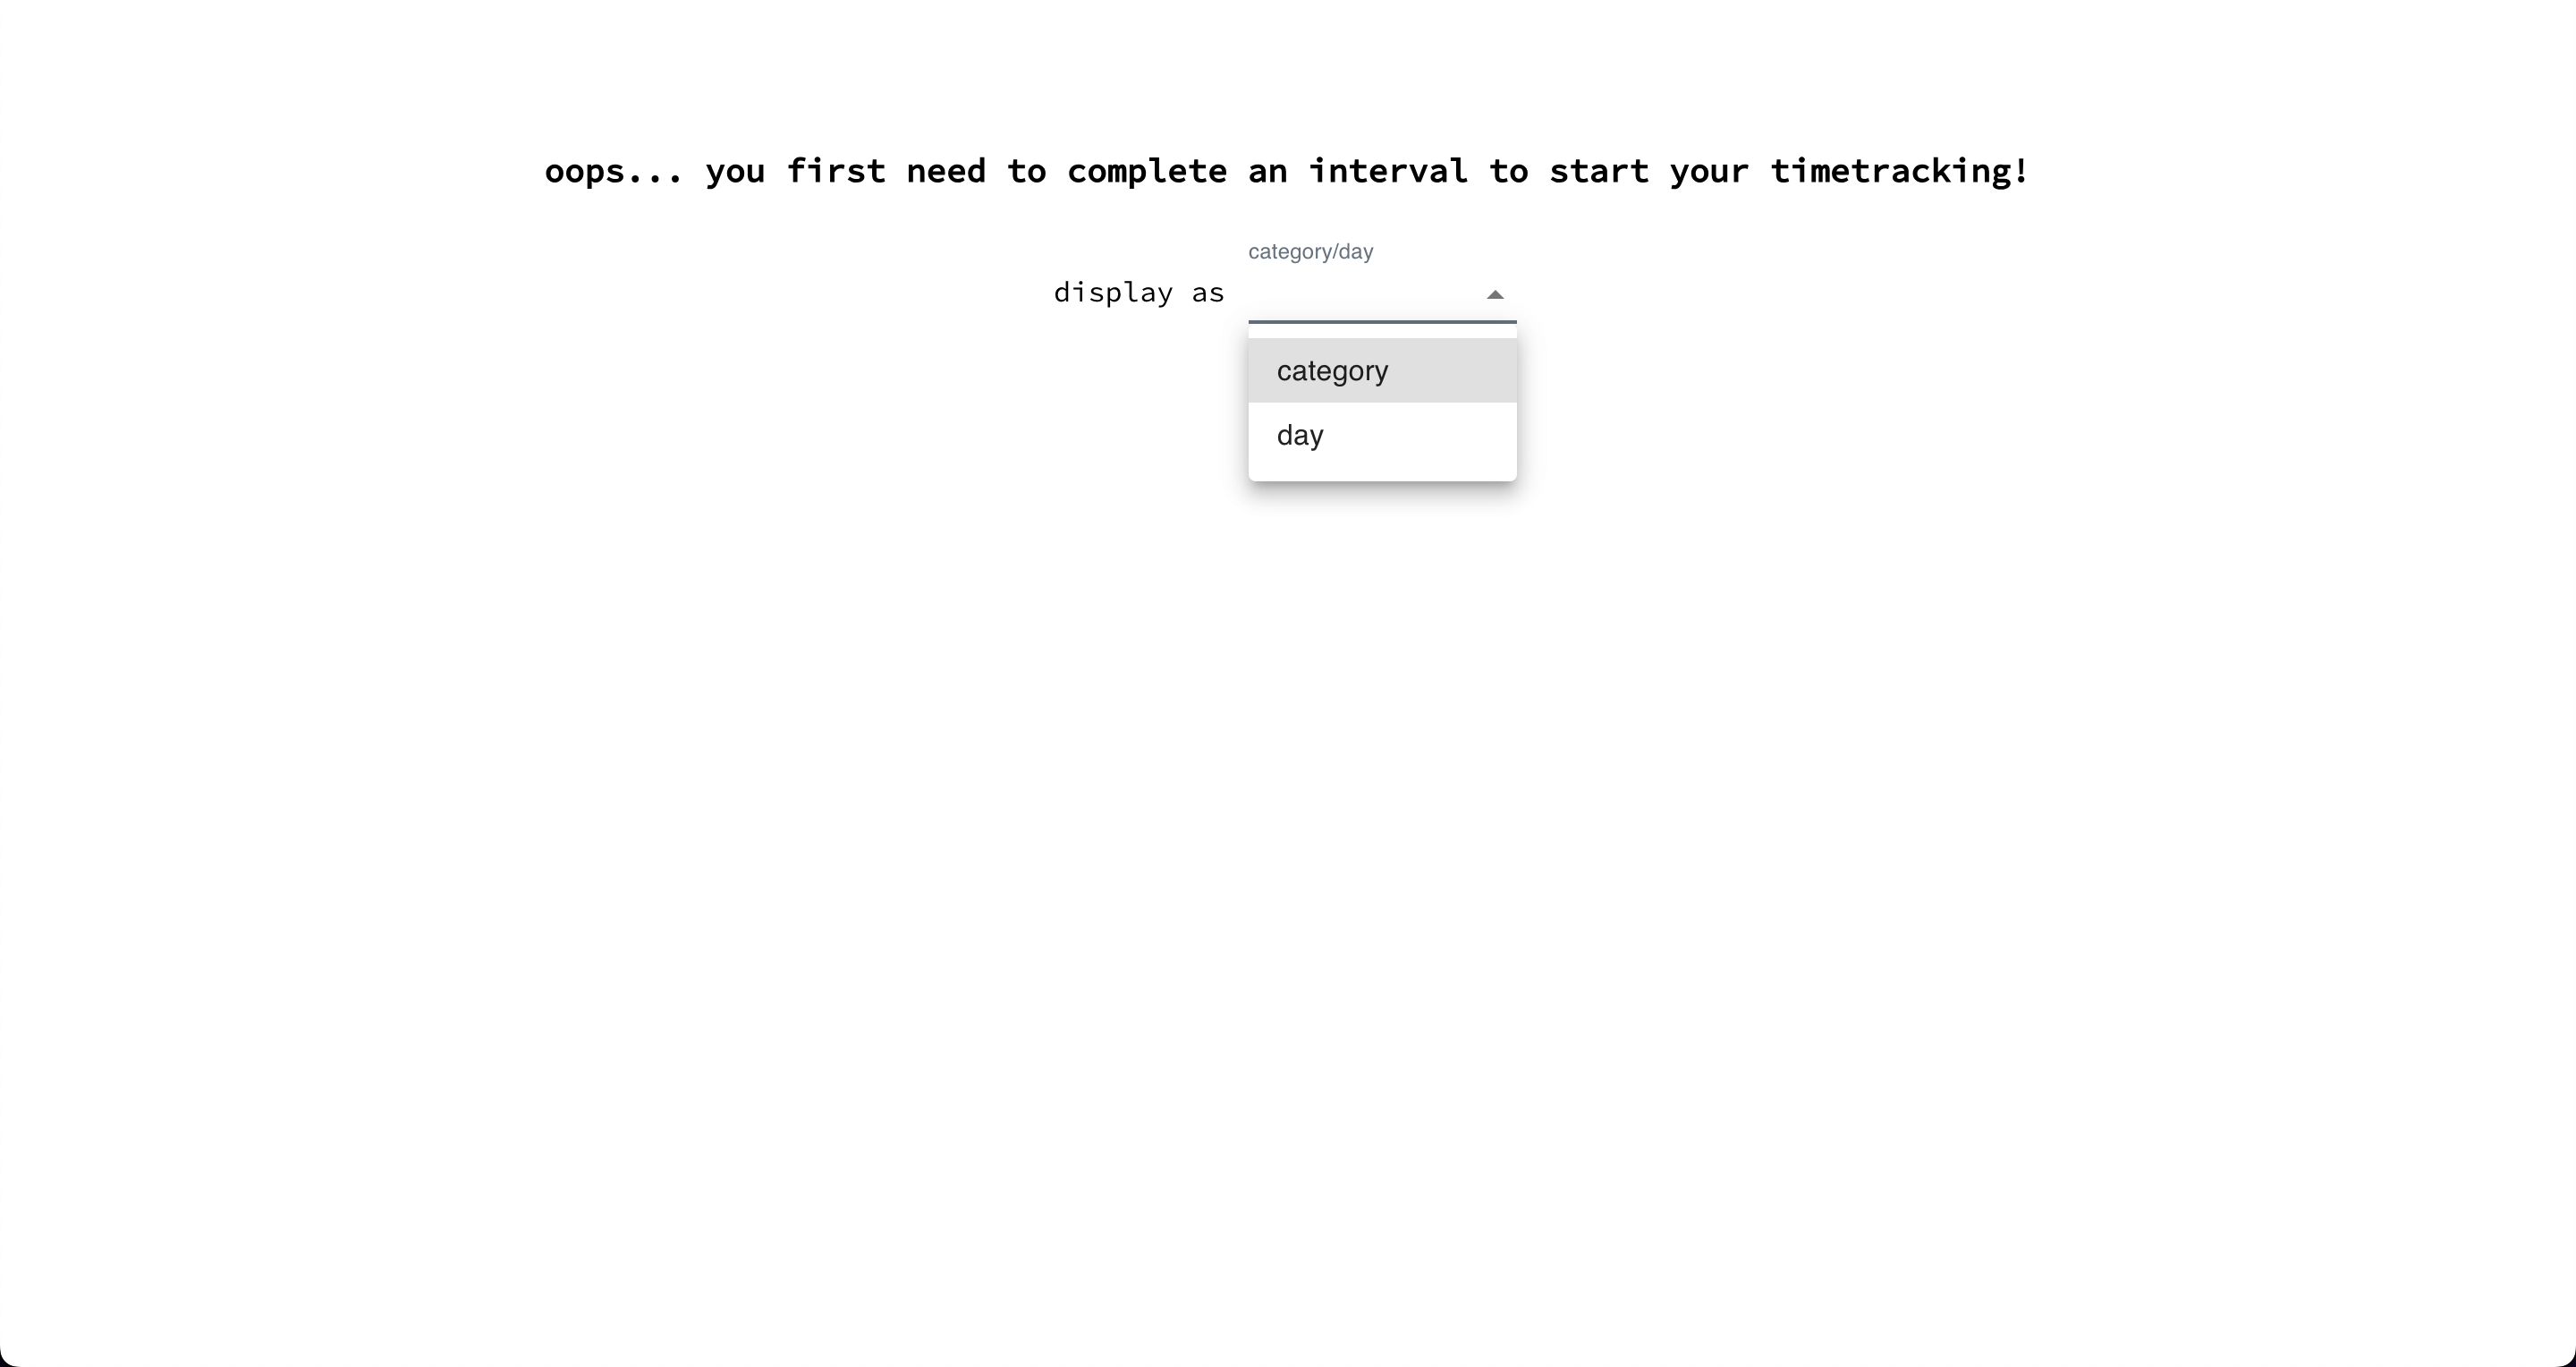 oops... you first need to complete an interval to start your timetracking!
category/day
display as
category
day